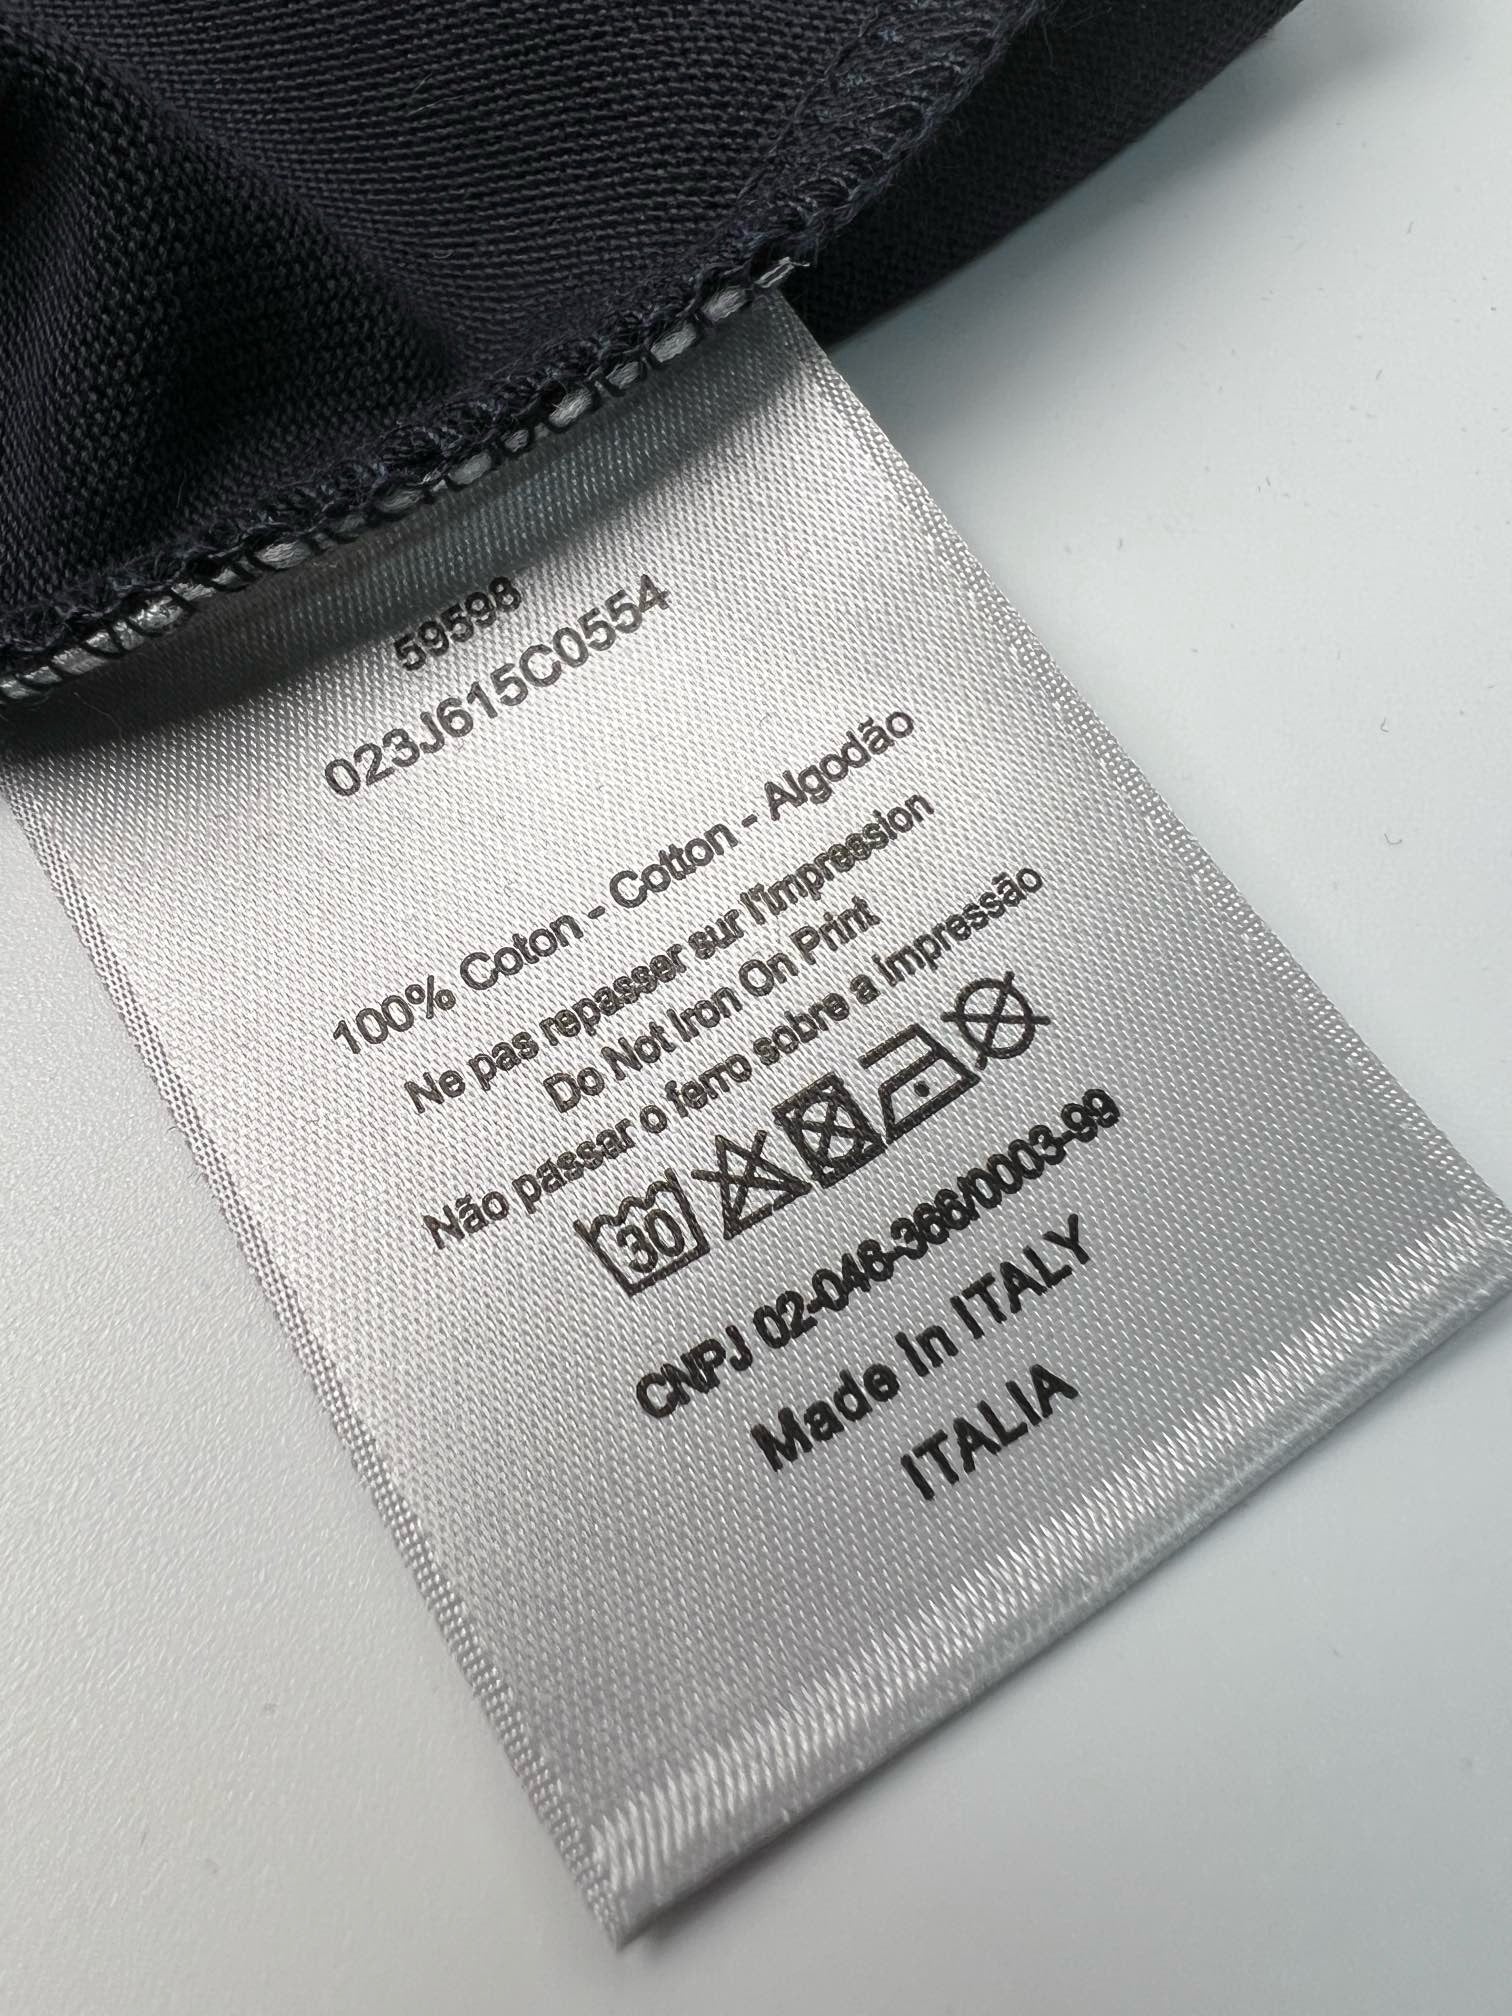 59598
023J615C0554
100% Coton - Cotton - Algodão
Ne pas repasser sur l'impression
Do Not Iron On Print
Não passar o ferro sobre a impressão
30
CNPJ 02-046-366/0003-99
Made In ITALY
ITALIA